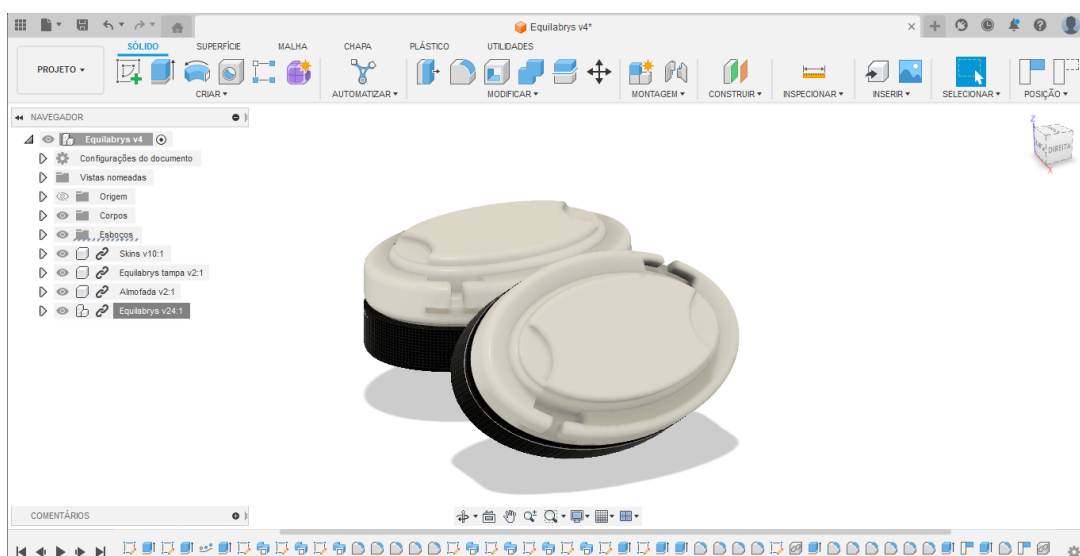 Equilabrys v4*
PROJETO
SÓLIDO SUPERFÍCIE MALHA CHAPA PLÁSTICO UTILIDADES
CRIAR AUTOMATIZAR MODIFICAR MONTAGEM CONSTRUIR INSPECIONAR INSERIR SELECIONAR POSIÇÃO
NAVEGADOR
Equilabrys v4
Configurações do documento
Vistas nomeadas
Origem
Corpos
Esboços
Skins v10:1
Equilabrys tampa v2:1
Almofada v2:1
Equilabrys v24:1
Z
DIREITA
X
COMENTÁRIOS